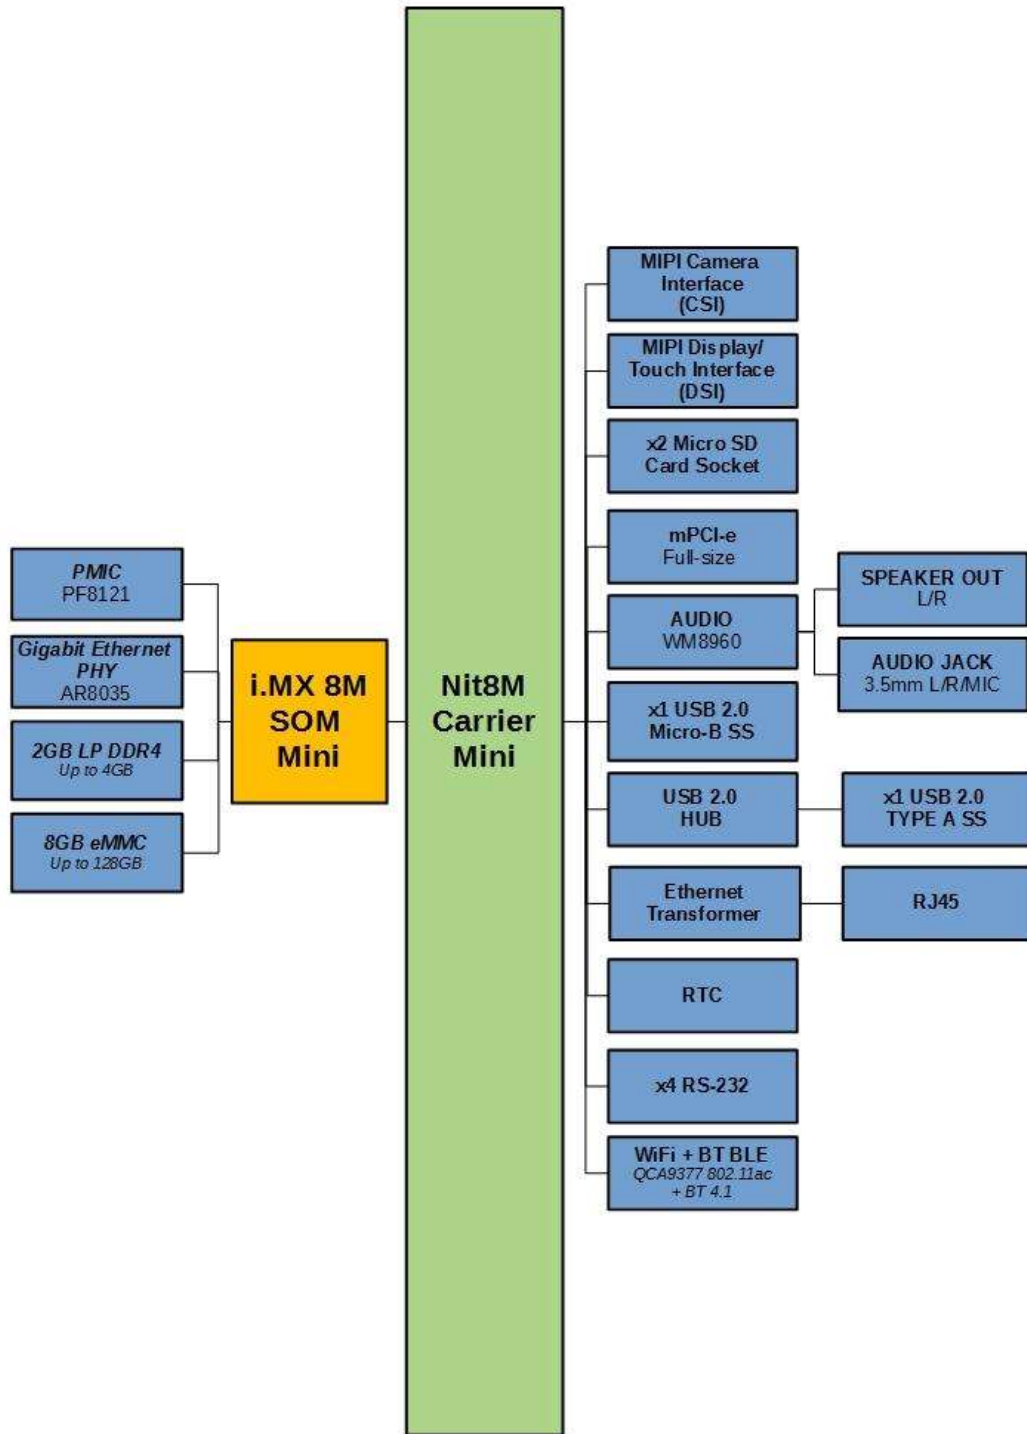 MIPI Camera
Interface
(CSI)
MIPI Display/
Touch Interface
(DSI)
x2 Micro SD
Card Socket
mPCI-e
Full-size
PMIC
PF8121
SPEAKER OUT
L/R
AUDIO
WM8960
Gigabit Ethernet
PHY
AR8035
AUDIO JACK
3.5mm L/R/MIC
i.MX 8M
SOM
Mini
Nit8M
Carrier
Mini
x1 USB 2.0
Micro-B SS
2GB LP DDR4
Up to 4GB
USB 2.0
HUB
x1 USB 2.0
TYPE A SS
8GB eMMC
Up to 128GB
Ethernet
Transformer
RJ45
RTC
x4 RS-232
WiFi + BT BLE
QCA9377 802.11ac
+ BT 4.1